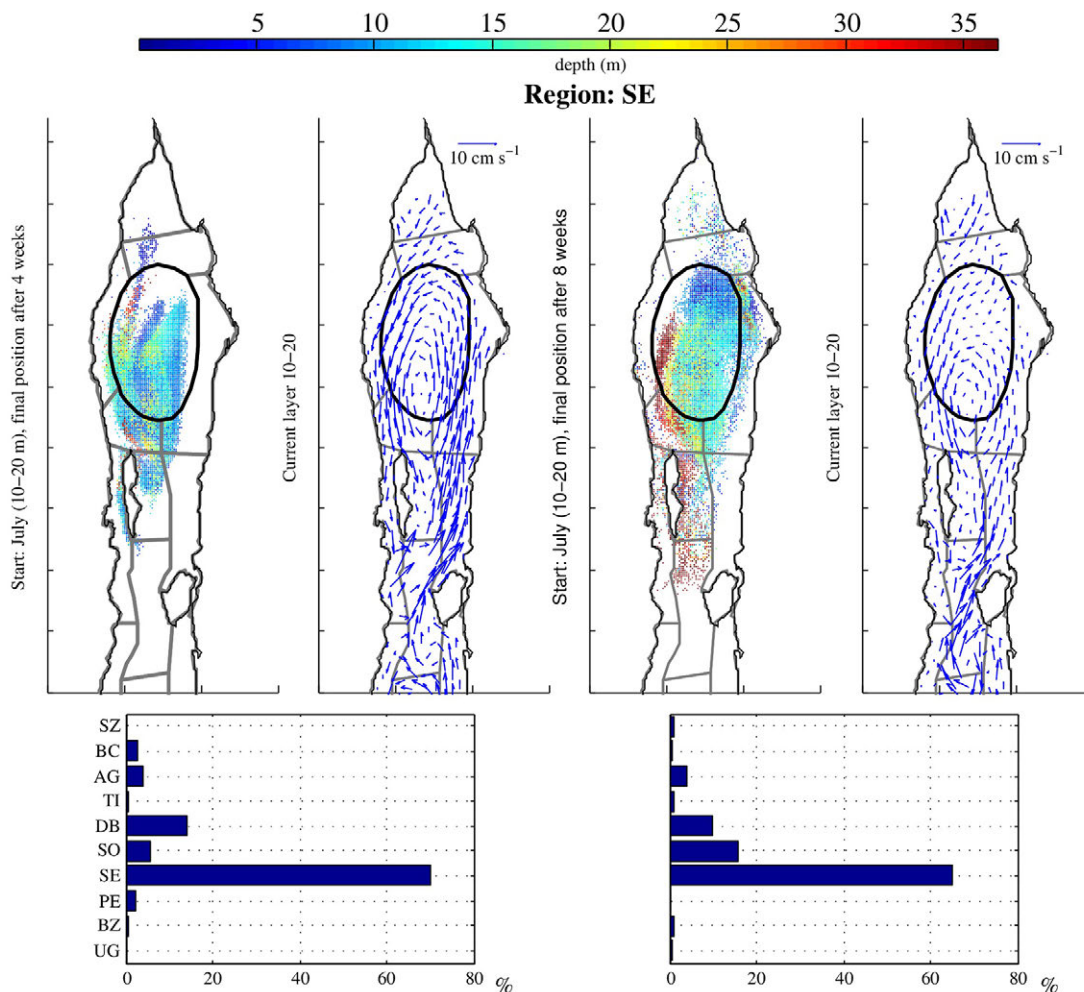 5 10 15 20 25 30 35
depth (m)
Region: SE
Start: July (10−20 m), final position after 4 weeks
Current layer 10−20
10 cm s⁻¹
Start: July (10−20 m), final position after 8 weeks
Current layer 10−20
10 cm s⁻¹
SZ
BC
AG
TI
DB
SO
SE
PE
BZ
UG
0 20 40 60 80 %
0 20 40 60 80 %